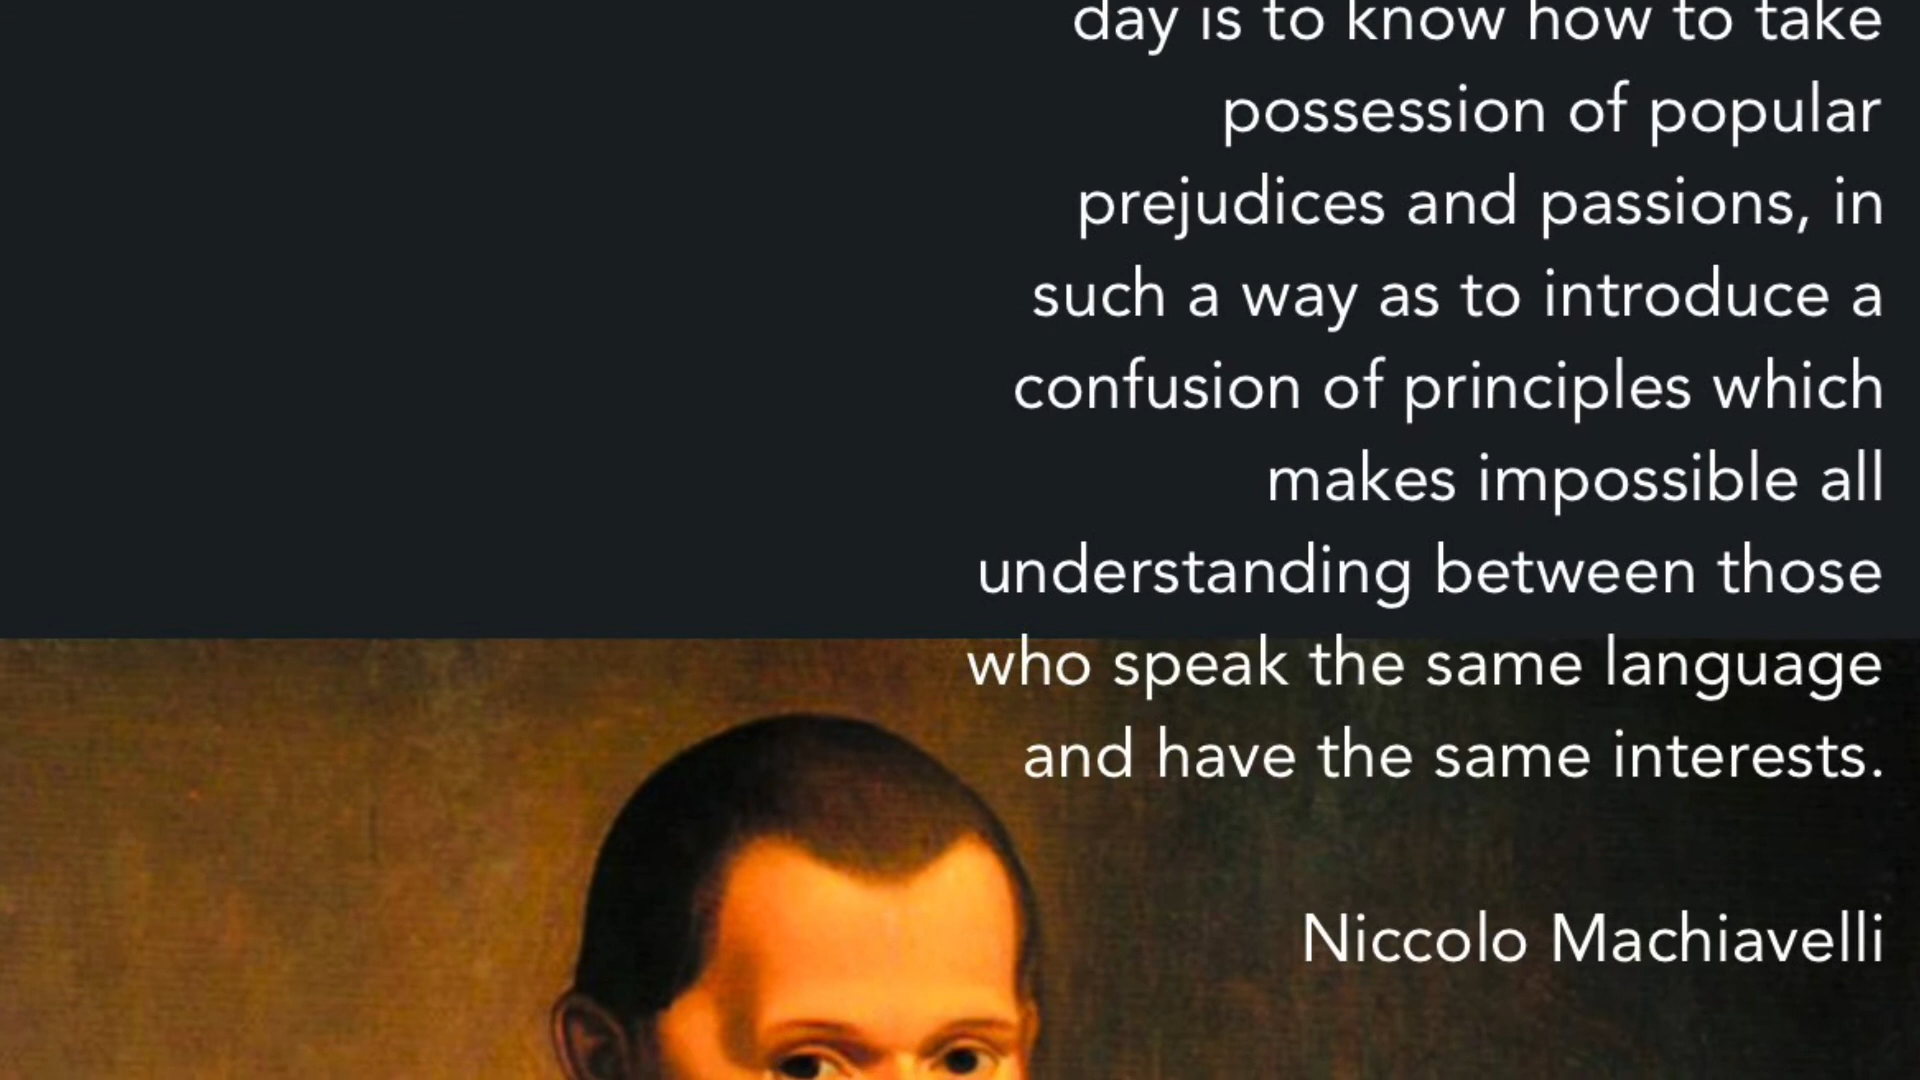 day is to know how to take
possession of popular
prejudices and passions, in
such a way as to introduce a
confusion of principles which
makes impossible all
understanding between those
who speak the same language
and have the same interests.
Niccolo Machiavelli